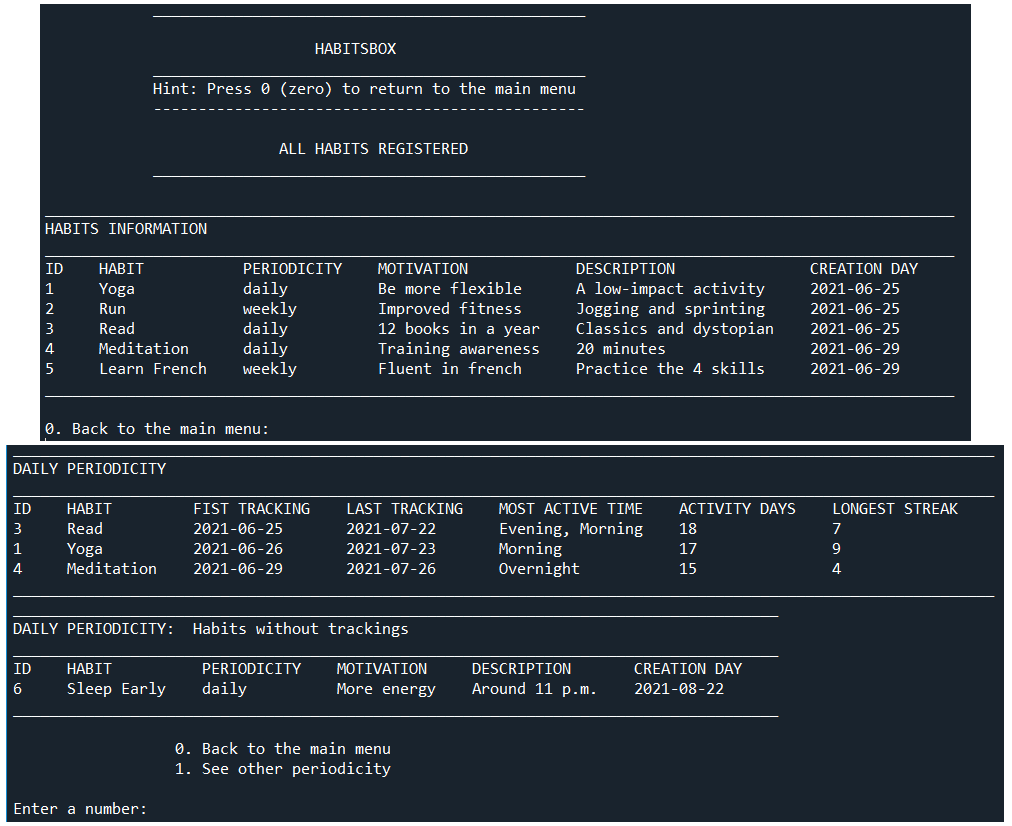 HABITSBOX
Hint: Press 0 (zero) to return to the main menu
------------------------------------------------
ALL HABITS REGISTERED
HABITS INFORMATION
ID HABIT PERIODICITY MOTIVATION DESCRIPTION CREATION DAY
1 Yoga daily Be more flexible A low-impact activity 2021-06-25
2 Run weekly Improved fitness Jogging and sprinting 2021-06-25
3 Read daily 12 books in a year Classics and dystopian 2021-06-25
4 Meditation daily Training awareness 20 minutes 2021-06-29
5 Learn French weekly Fluent in french Practice the 4 skills 2021-06-29
0. Back to the main menu:
DAILY PERIODICITY
ID HABIT FIST TRACKING LAST TRACKING MOST ACTIVE TIME ACTIVITY DAYS LONGEST STREAK
3 Read 2021-06-25 2021-07-22 Evening, Morning 18 7
1 Yoga 2021-06-26 2021-07-23 Morning 17 9
4 Meditation 2021-06-29 2021-07-26 Overnight 15 4
DAILY PERIODICITY: Habits without trackings
ID HABIT PERIODICITY MOTIVATION DESCRIPTION CREATION DAY
6 Sleep Early daily More energy Around 11 p.m. 2021-08-22
0. Back to the main menu
1. See other periodicity
Enter a number: